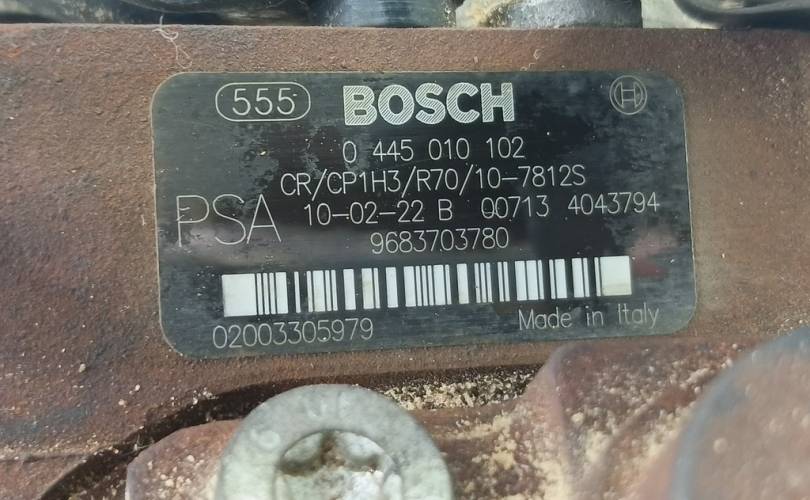 555 BOSCH H
0 445 010 102
CR/CP1H3/R70/10-7812S
PSA 10-02-22 B 00713 4043794
9683703780
02003305979 Made in Italy